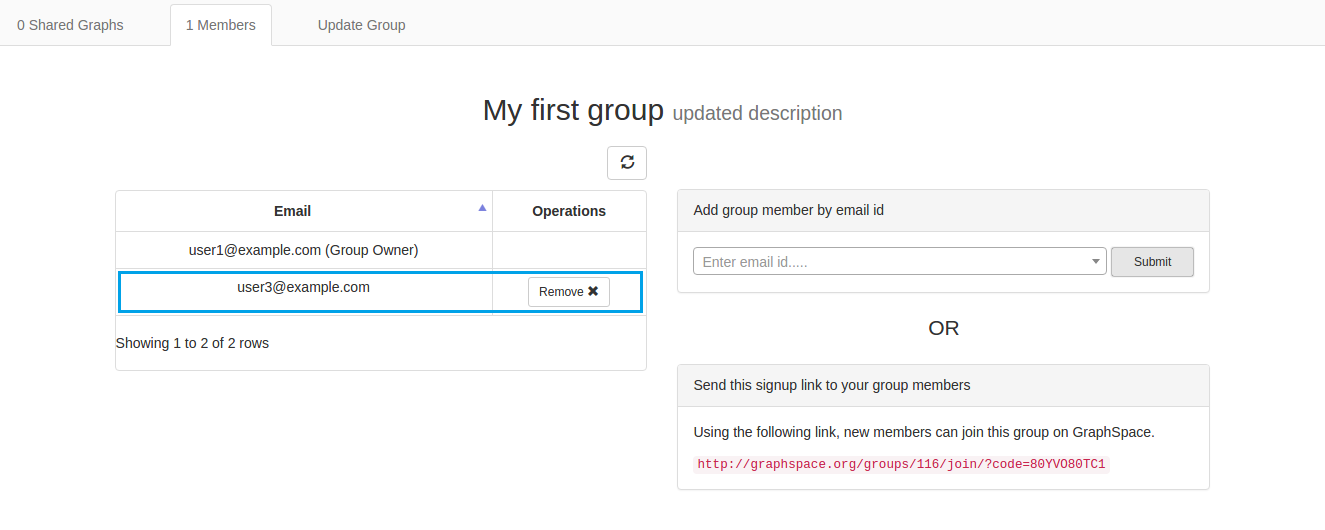 0 Shared Graphs
1 Members
Update Group
My first group updated description
Email
Operations
user1@example.com (Group Owner)
user3@example.com
Remove ✖
Showing 1 to 2 of 2 rows
Add group member by email id
Enter email id.....
Submit
OR
Send this signup link to your group members
Using the following link, new members can join this group on GraphSpace.
http://graphspace.org/groups/116/join/?code=80YVO80TC1